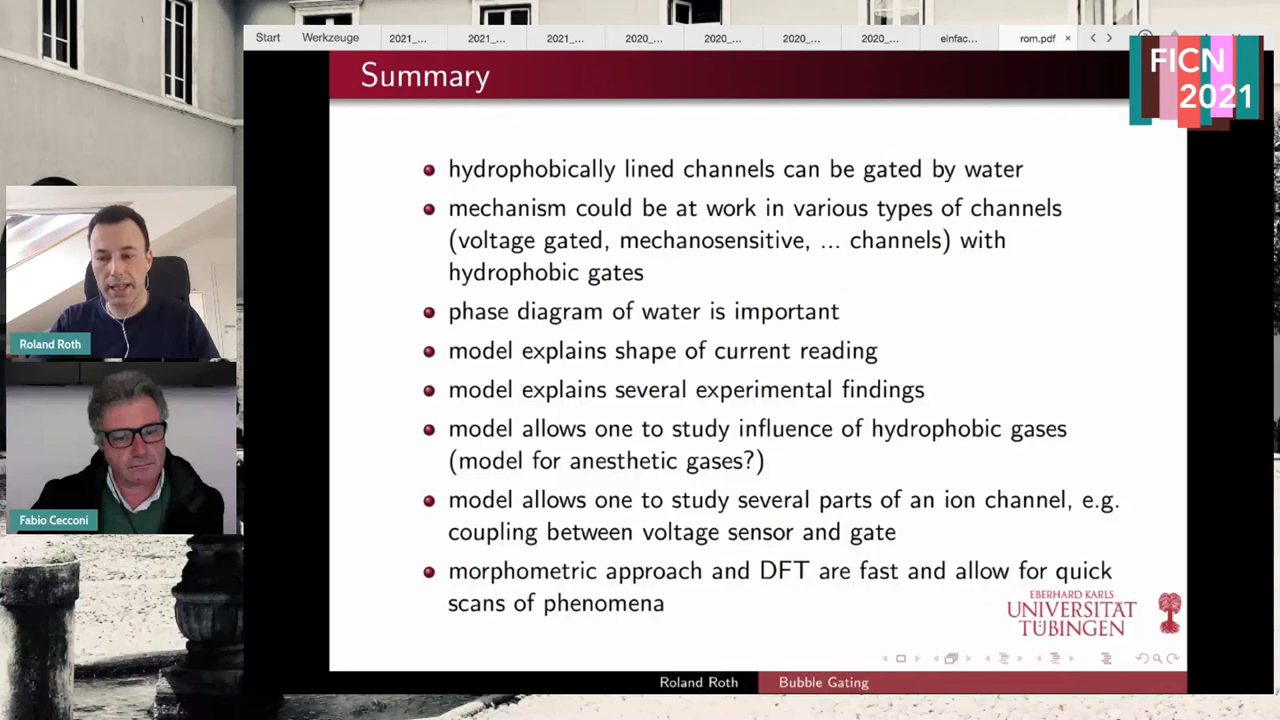 Start Werkzeuge 2021_... 2021_... 2021_... 2020_... 2020_... 2020_... 2020_... einfac... rom.pdf ×
FICN
2021
Summary
hydrophobically lined channels can be gated by water
mechanism could be at work in various types of channels
(voltage gated, mechanosensitive, ... channels) with
hydrophobic gates
phase diagram of water is important
model explains shape of current reading
model explains several experimental findings
model allows one to study influence of hydrophobic gases
(model for anesthetic gases?)
model allows one to study several parts of an ion channel, e.g.
coupling between voltage sensor and gate
morphometric approach and DFT are fast and allow for quick
scans of phenomena
EBERHARD KARLS
UNIVERSITÄT
TÜBINGEN
Roland Roth Bubble Gating
Roland Roth
Fabio Cecconi